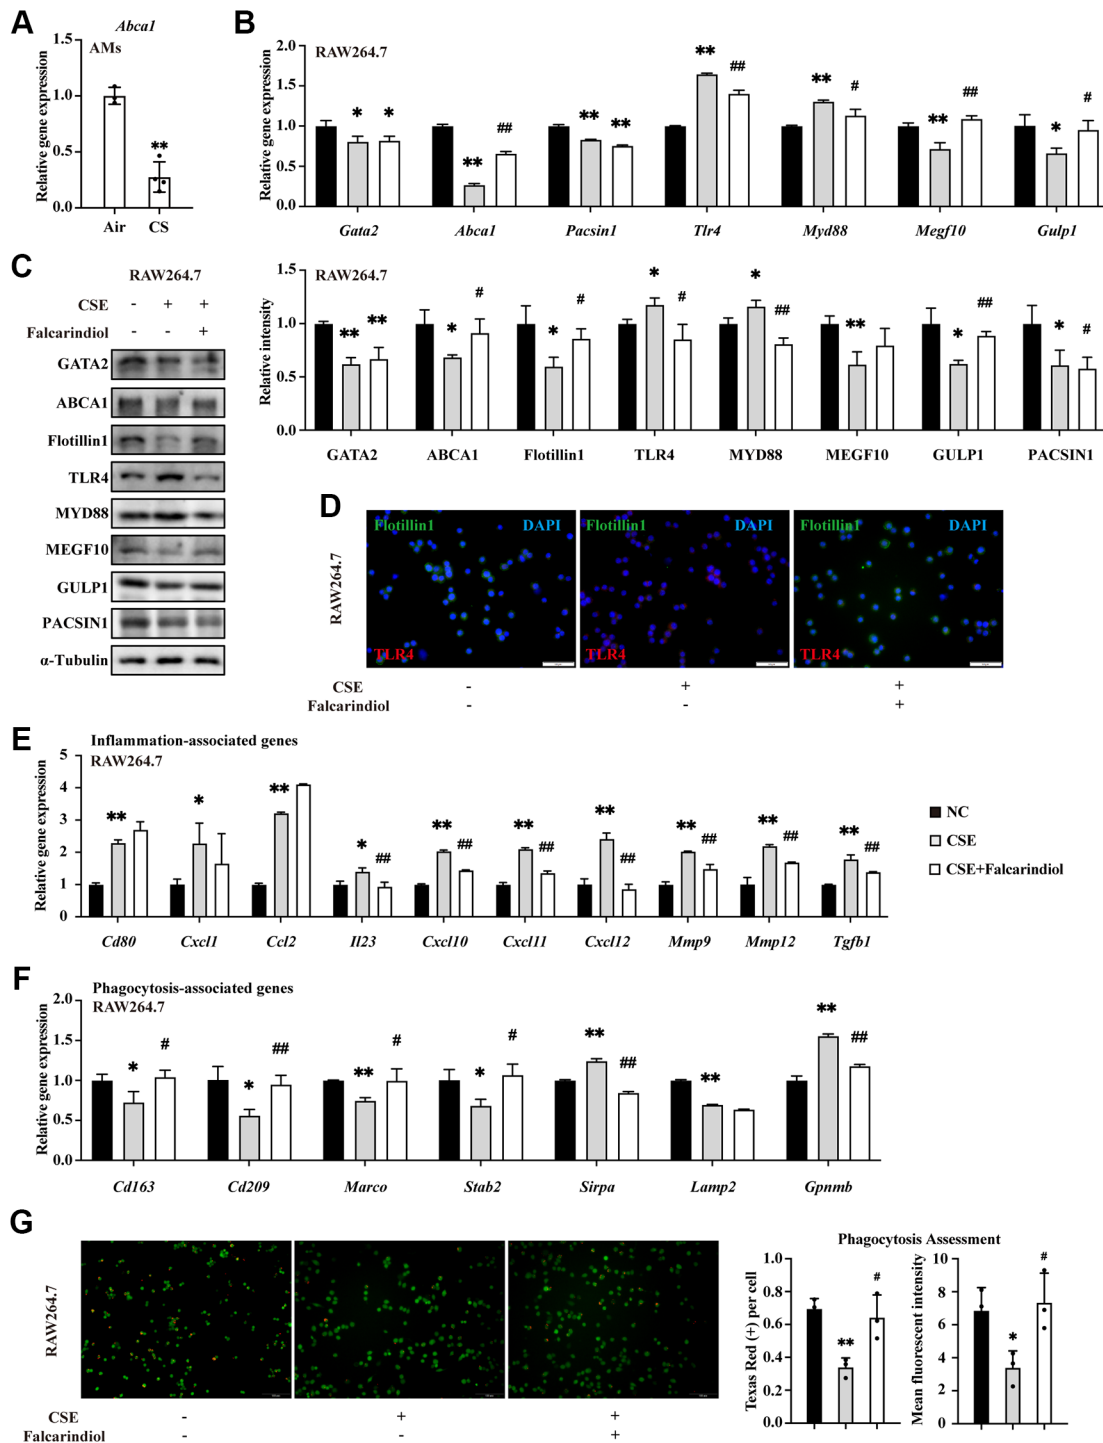 A
Abca1
AMs
Relative gene expression
1.5
1.0
0.5
0.0
**
Air CS
B
RAW264.7
Relative gene expression
2.0
1.5
1.0
0.5
0.0
* * ** ## ** ** ** ## ** # ** ## * #
Gata2 Abca1 Pacsin1 Tlr4 Myd88 Megf10 Gulp1
C
RAW264.7
CSE - + +
Falcarindiol - - +
GATA2
ABCA1
Flotillin1
TLR4
MYD88
MEGF10
GULP1
PACSIN1
α-Tubulin
RAW264.7
Relative intensity
1.5
1.0
0.5
0.0
** ** * # * # * # * ## ** * ## * #
GATA2 ABCA1 Flotillin1 TLR4 MYD88 MEGF10 GULP1 PACSIN1
D
RAW264.7
Flotillin1 DAPI Flotillin1 DAPI Flotillin1 DAPI
TLR4 TLR4 TLR4
CSE - + +
Falcarindiol - - +
E
Inflammation-associated genes
RAW264.7
Relative gene expression
5
4
3
2
1
0
** * ** * ## ** ## ** ## ** ## ** ## ** ## ** ##
Cd80 Cxcl1 Ccl2 Il23 Cxcl10 Cxcl11 Cxcl12 Mmp9 Mmp12 Tgfb1
NC
CSE
CSE+Falcarindiol
F
Phagocytosis-associated genes
RAW264.7
Relative gene expression
2.0
1.5
1.0
0.5
0.0
* # * ## ** # * # ** ## ** ** ##
Cd163 Cd209 Marco Stab2 Sirpa Lamp2 Gpnmb
G
RAW264.7
CSE - + +
Falcarindiol - - +
Phagocytosis Assessment
Texas Red (+) per cell
1.0
0.8
0.6
0.4
0.2
0.0
** #
Mean fluorescent intensity
10
8
6
4
2
0
* #